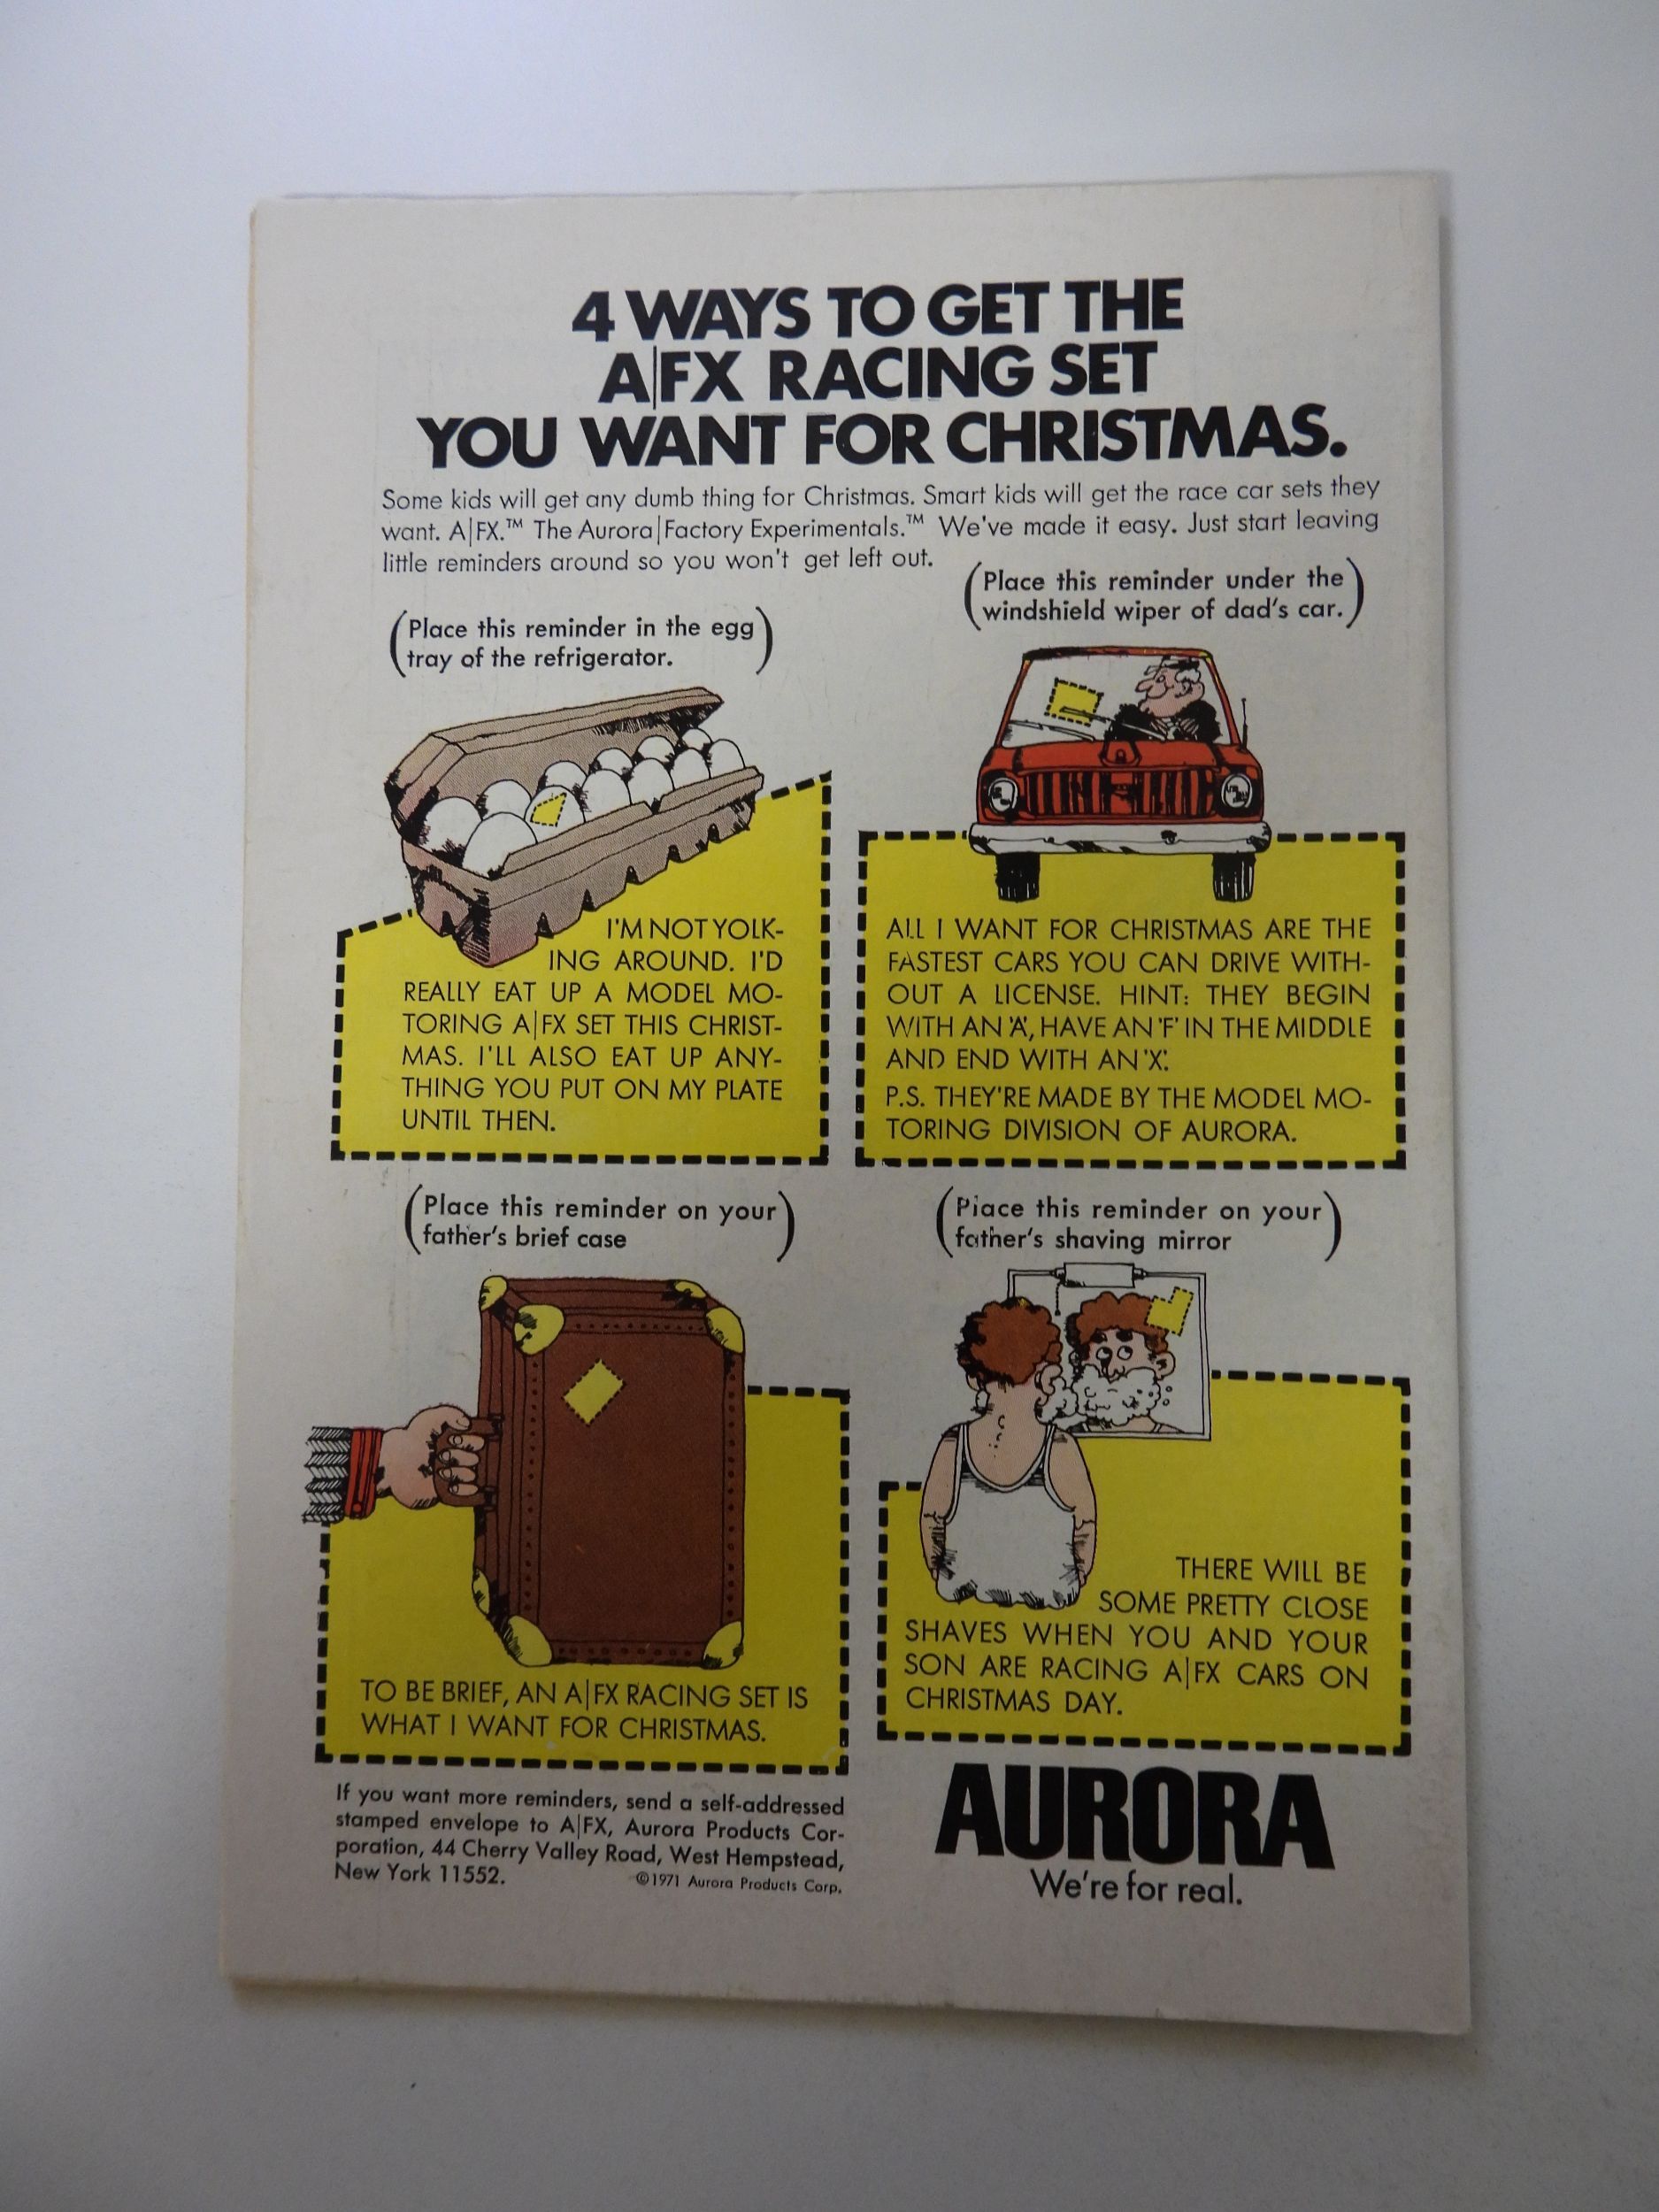 4 WAYS TO GET THE
A|FX RACING SET
YOU WANT FOR CHRISTMAS.
Some kids will get any dumb thing for Christmas. Smart kids will get the race car sets they
want. A|FX.™ The Aurora|Factory Experimentals.™ We've made it easy. Just start leaving
little reminders around so you won't get left out.
(Place this reminder in the egg
tray of the refrigerator.)
I'M NOT YOLK-
ING AROUND. I'D
REALLY EAT UP A MODEL MO-
TORING A|FX SET THIS CHRIST-
MAS. I'LL ALSO EAT UP ANY-
THING YOU PUT ON MY PLATE
UNTIL THEN.
(Place this reminder under the
windshield wiper of dad's car.)
ALL I WANT FOR CHRISTMAS ARE THE
FASTEST CARS YOU CAN DRIVE WITH-
OUT A LICENSE. HINT: THEY BEGIN
WITH AN 'A', HAVE AN 'F' IN THE MIDDLE
AND END WITH AN 'X'.
P.S. THEY'RE MADE BY THE MODEL MO-
TORING DIVISION OF AURORA.
(Place this reminder on your
father's brief case)
TO BE BRIEF, AN A|FX RACING SET IS
WHAT I WANT FOR CHRISTMAS.
(Place this reminder on your
father's shaving mirror)
THERE WILL BE
SOME PRETTY CLOSE
SHAVES WHEN YOU AND YOUR
SON ARE RACING A|FX CARS ON
CHRISTMAS DAY.
If you want more reminders, send a self-addressed
stamped envelope to A|FX, Aurora Products Cor-
poration, 44 Cherry Valley Road, West Hempstead,
New York 11552.
©1971 Aurora Products Corp.
AURORA
We're for real.